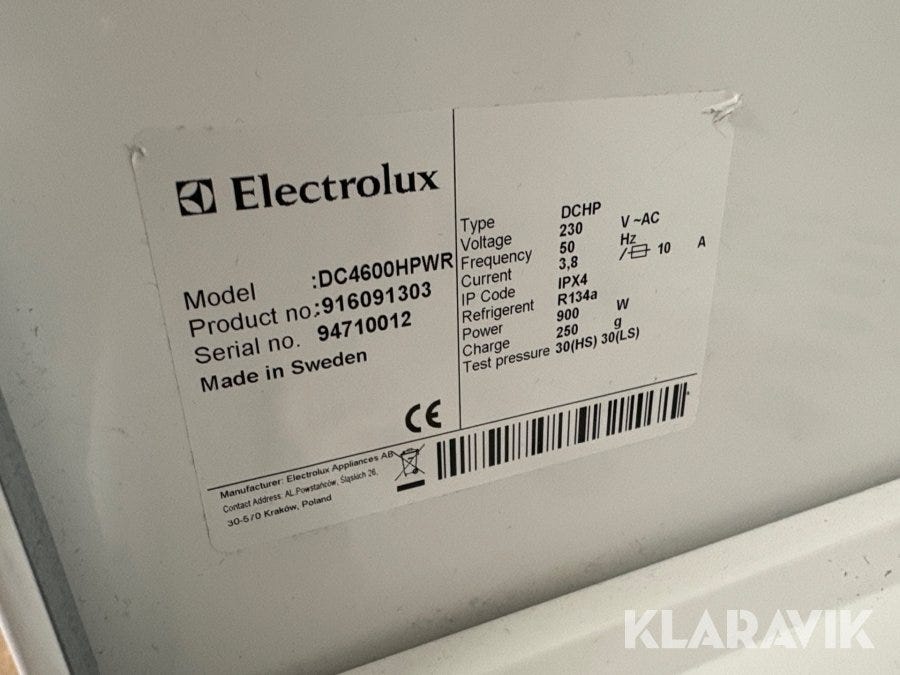 Electrolux
Model :DC4600HPWR
Product no.:916091303
Serial no. 94710012
Made in Sweden
CE
Type DCHP
Voltage 230 V ~AC
Frequency 50 Hz
Current 3,8 / 10 A
IP Code IPX4
Refrigerent R134a
Power 900 W
Charge 250 g
Test pressure 30(HS) 30(LS)
Manufacturer: Electrolux Appliances AB
Contact Address: AL.Powstańców, Śląskich 26,
30-570 Kraków, Poland
KLARAVIK
KLARAVIK